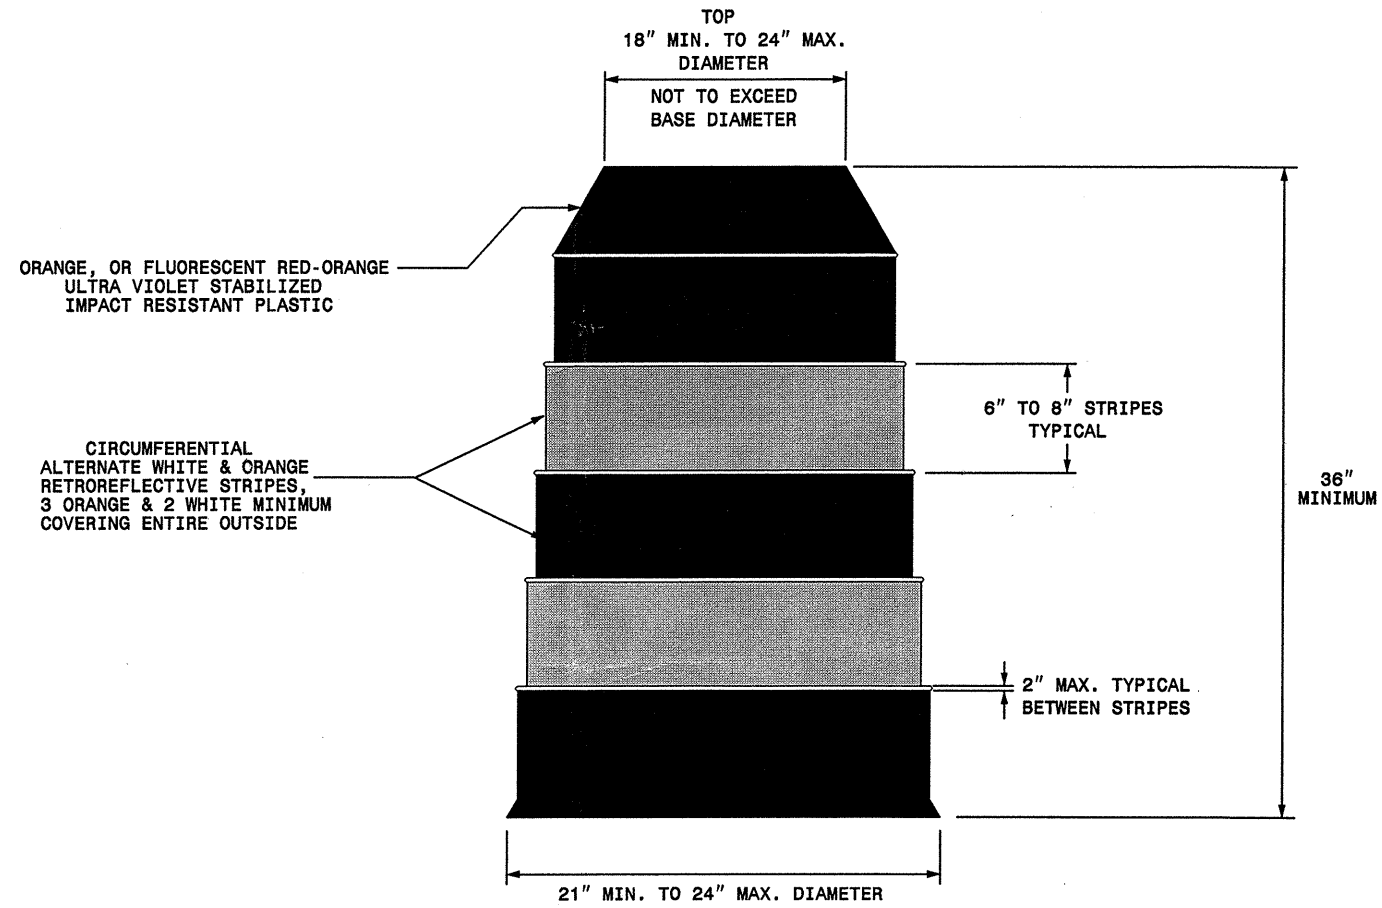 TOP
18" MIN. TO 24" MAX.
DIAMETER
NOT TO EXCEED
BASE DIAMETER
ORANGE, OR FLUORESCENT RED-ORANGE
ULTRA VIOLET STABILIZED
IMPACT RESISTANT PLASTIC
6" TO 8" STRIPES
TYPICAL
CIRCUMFERENTIAL
ALTERNATE WHITE & ORANGE
RETROREFLECTIVE STRIPES,
3 ORANGE & 2 WHITE MINIMUM
COVERING ENTIRE OUTSIDE
36"
MINIMUM
2" MAX. TYPICAL
BETWEEN STRIPES
21" MIN. TO 24" MAX. DIAMETER